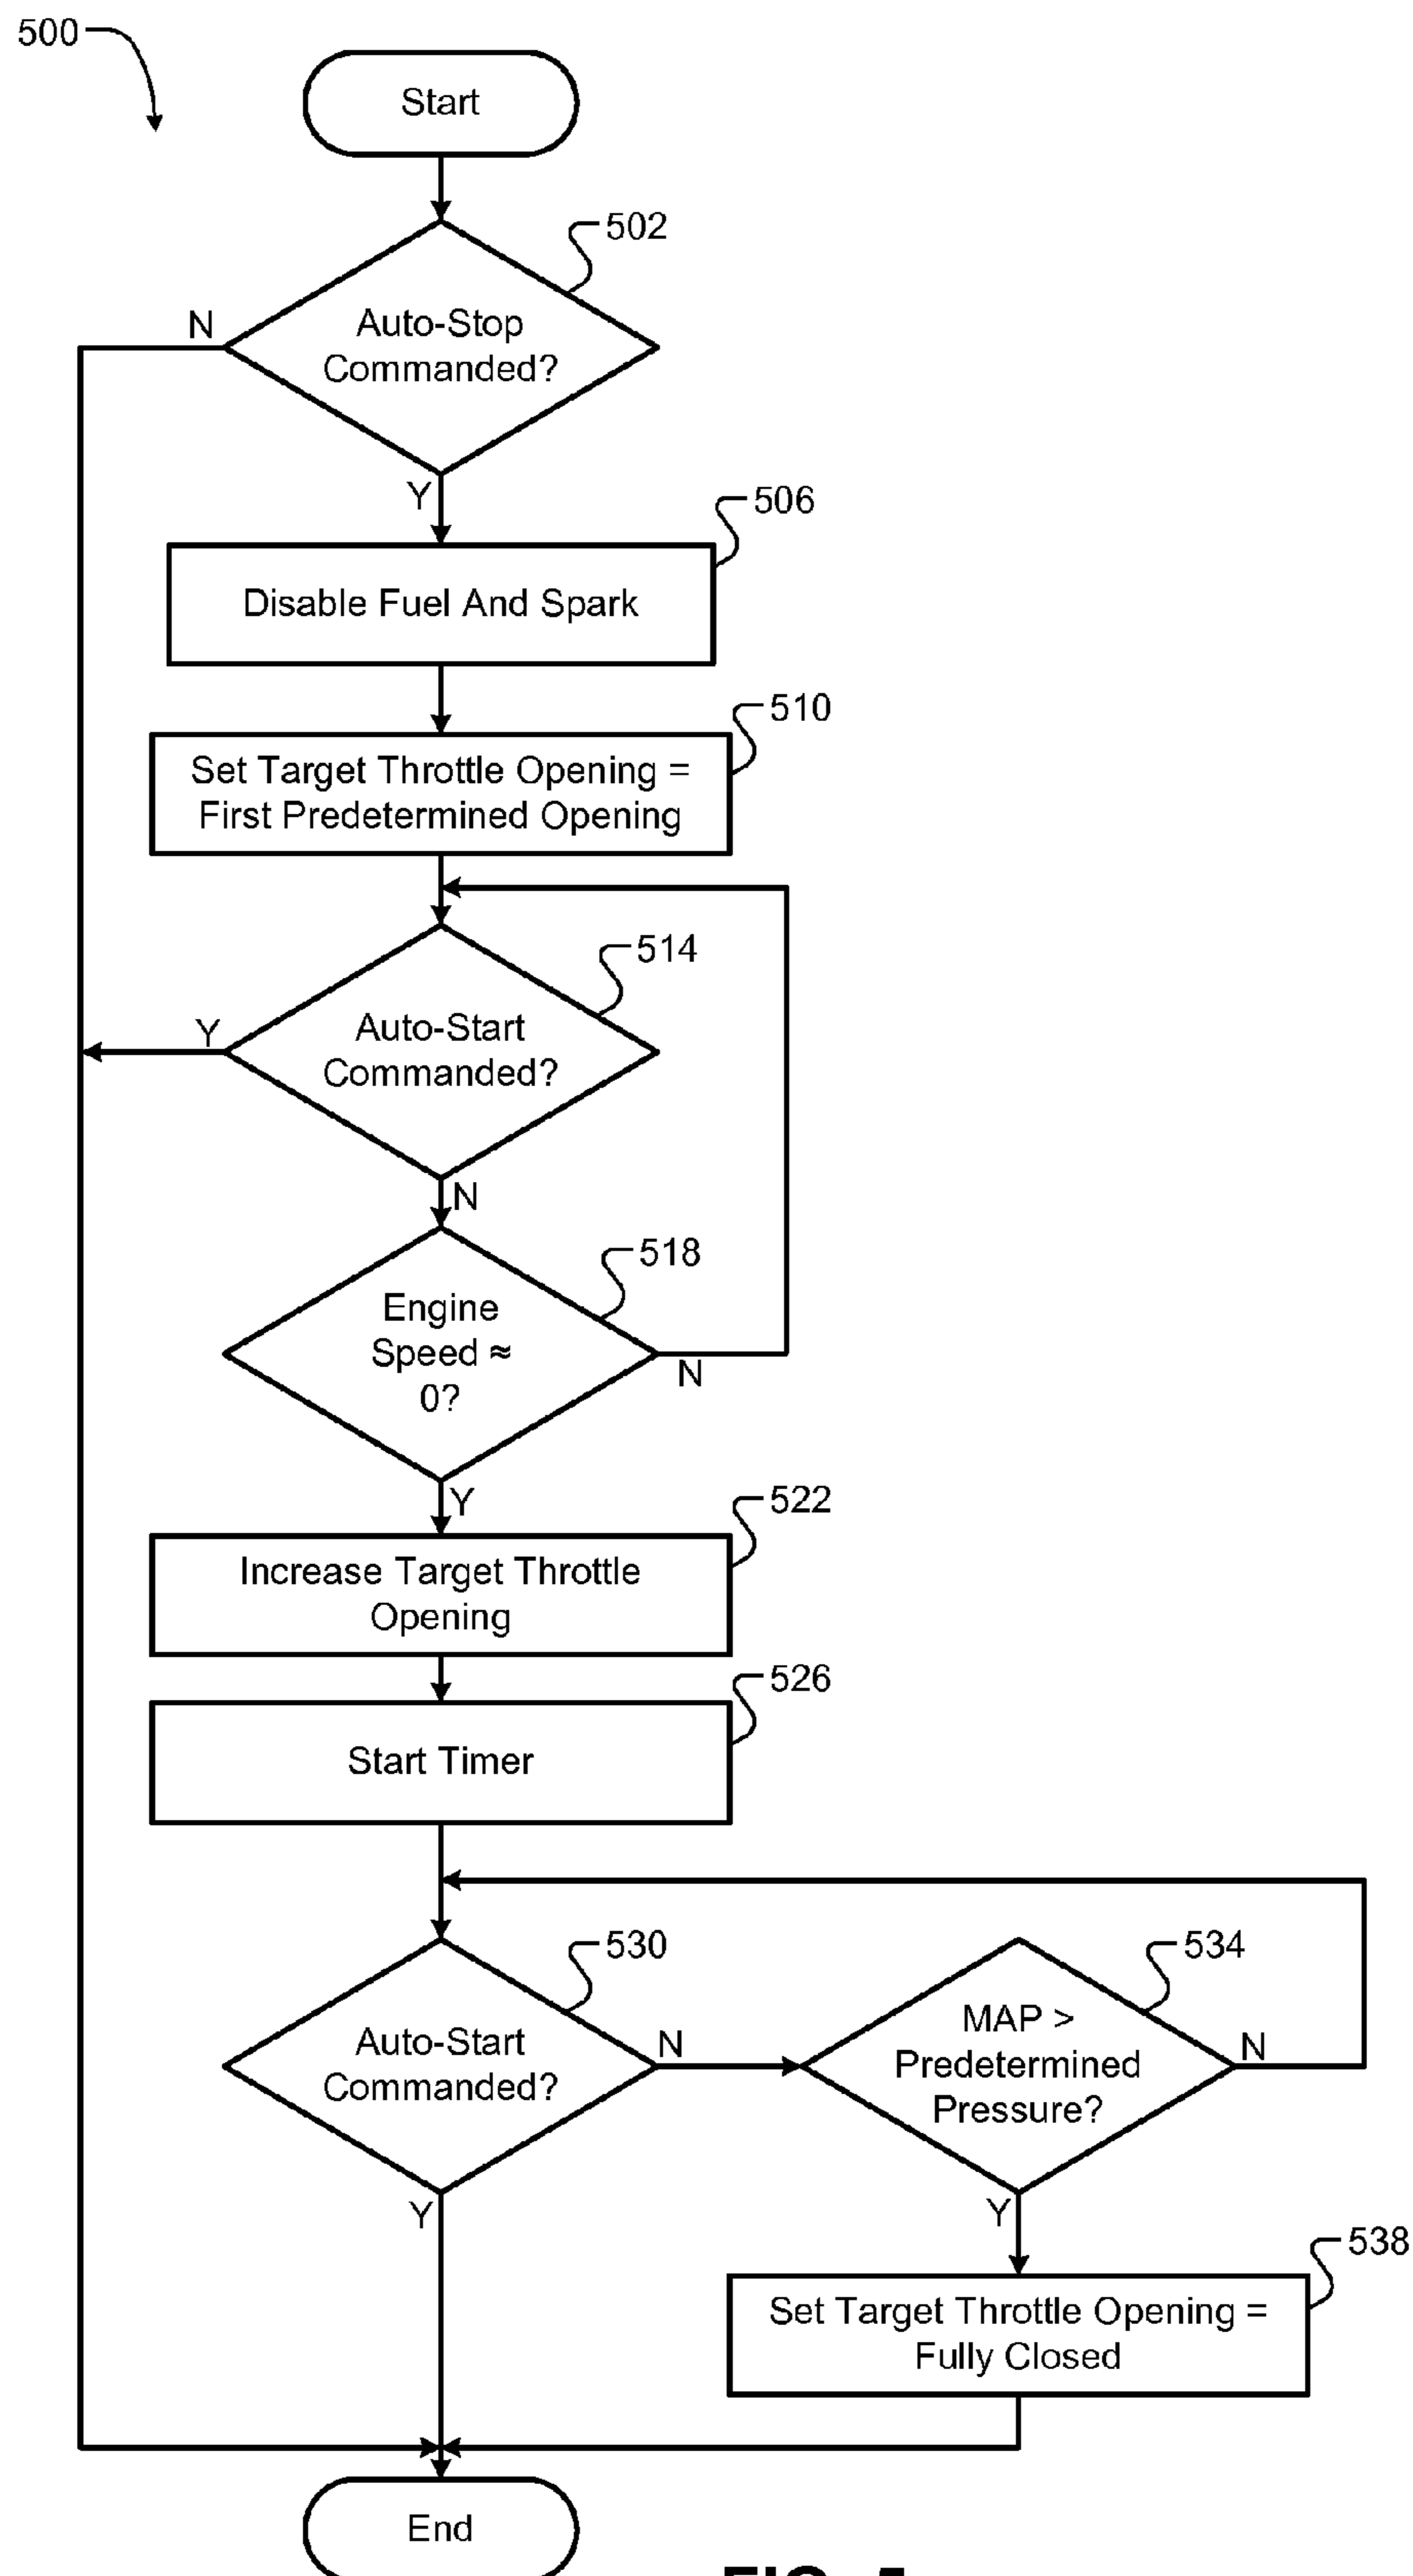 500
Start
502
Auto-Stop
Commanded?
N
Y
506
Disable Fuel And Spark
510
Set Target Throttle Opening =
First Predetermined Opening
514
Auto-Start
Commanded?
Y
N
518
Engine
Speed ≈
0?
N
Y
522
Increase Target Throttle
Opening
526
Start Timer
530
Auto-Start
Commanded?
N
Y
534
MAP >
Predetermined
Pressure?
N
Y
538
Set Target Throttle Opening =
Fully Closed
End